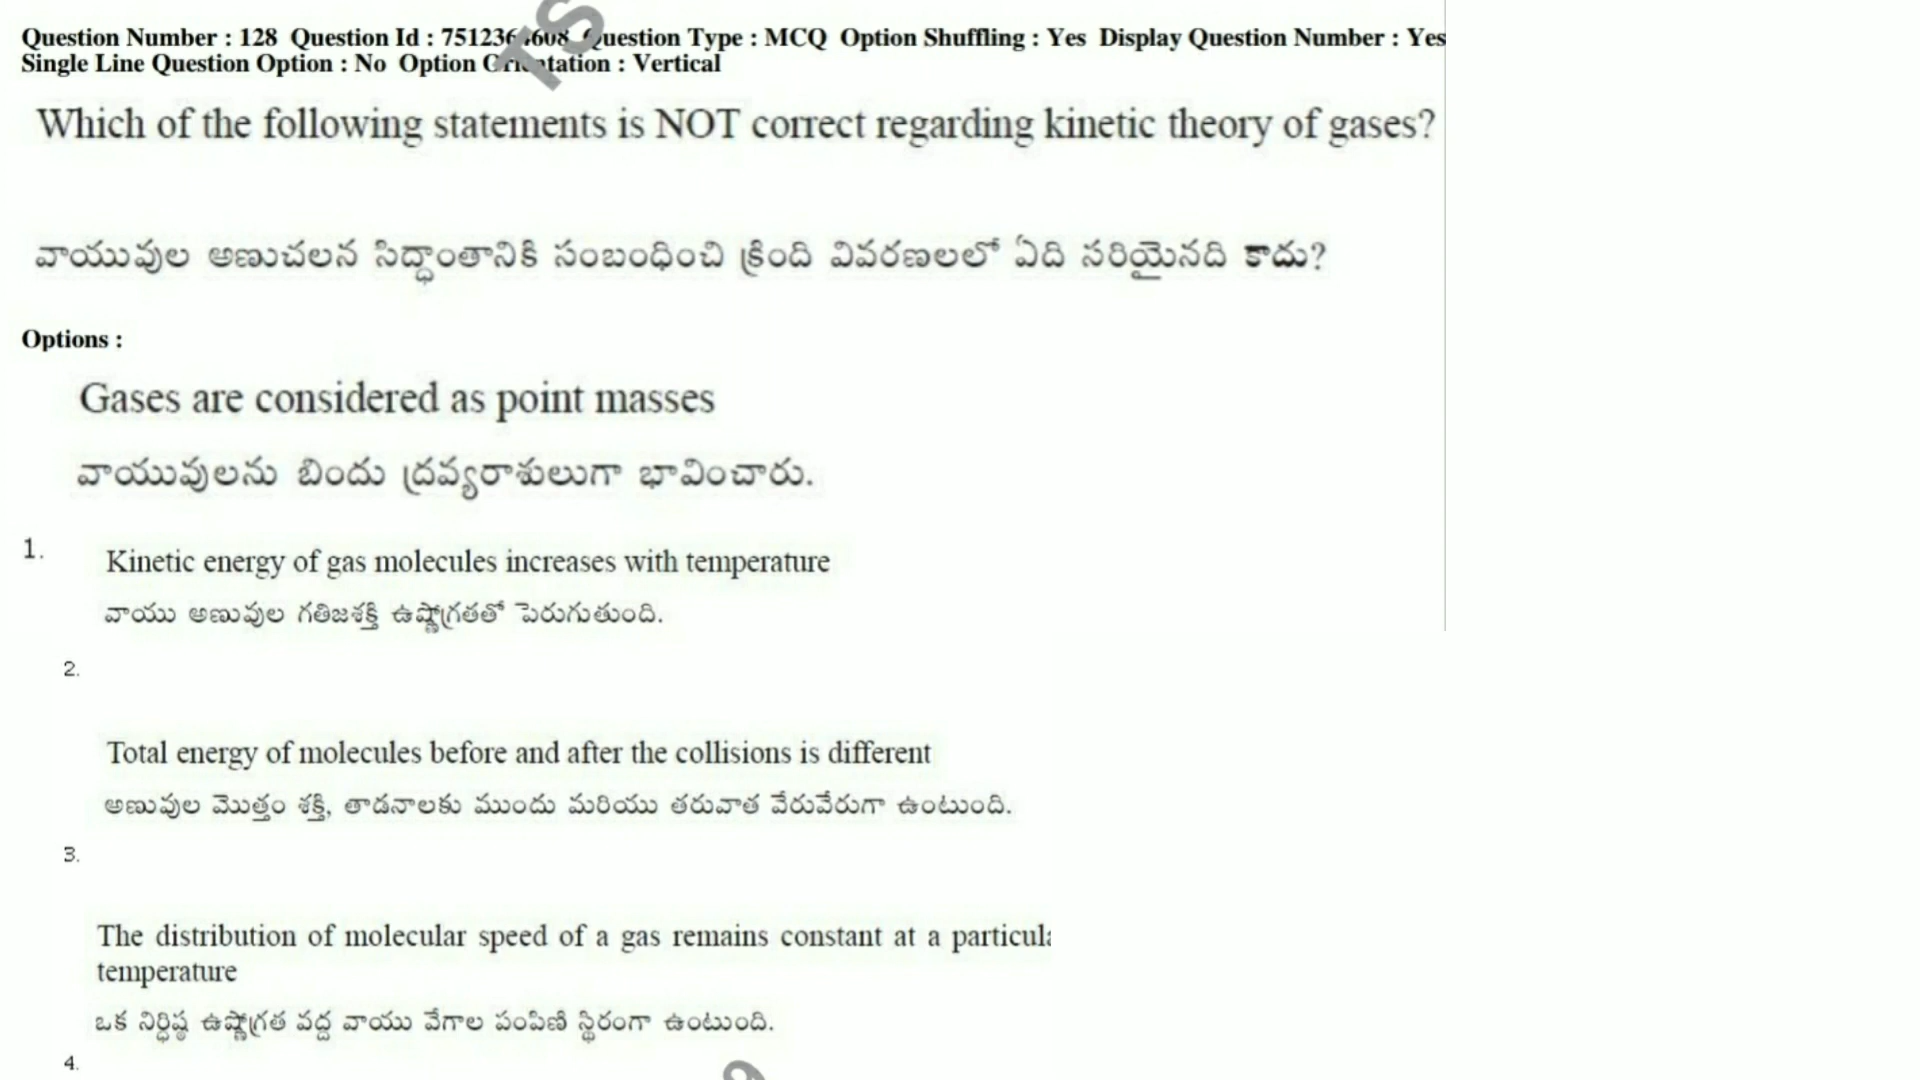 Question Number : 128 Question Id : Question Type : MCQ Option Shuffling : Yes Display Question Number : Yes
Single Line Question Option : No Option Orientation : Vertical
Which of the following statements is NOT correct regarding kinetic theory of gases?
వాయువుల అణుచలన సిద్ధాంతానికి సంబంధించి క్రింది వివరణలలో ఏది సరియైనది కాదు?
Options :
Gases are considered as point masses
వాయువులను బిందు ద్రవ్యరాశులుగా భావించారు.
1.
Kinetic energy of gas molecules increases with temperature
వాయు అణువుల గతిజశక్తి ఉష్ణోగ్రతతో పెరుగుతుంది.
2.
Total energy of molecules before and after the collisions is different
అణువుల మొత్తం శక్తి, తాడనాలకు ముందు మరియు తరువాత వేరువేరుగా ఉంటుంది.
3.
The distribution of molecular speed of a gas remains constant at a
temperature
ఒక నిర్ధిష్ఠ ఉష్ణోగ్రత వద్ద వాయు వేగాల పంపిణీ స్థిరంగా ఉంటుంది.
4.